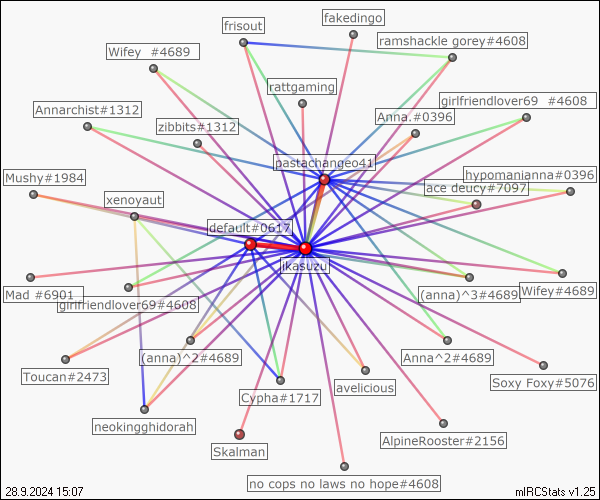 fakedingo
frisout
ramshackle gorey#4608
Wifey  #4689
rattgaming
girlfriendlover69  #4608
Annarchist#1312
Anna.#0396
zibbits#1312
pastachangeo41
Mushy#1984
hypomanianna#0396
ace deucy#7097
xenoyaut
default#0617
ikasuzu
Mad #6901
girlfriendlover69#4608
(anna)^3#4689
Wifey#4689
(anna)^2#4689
Anna^2#4689
Toucan#2473
Soxy Foxy#5076
avelicious
Cypha#1717
neokingghidorah
AlpineRooster#2156
Skalman
no cops no laws no hope#4608
28.9.2024 15:07
mIRCStats v1.25